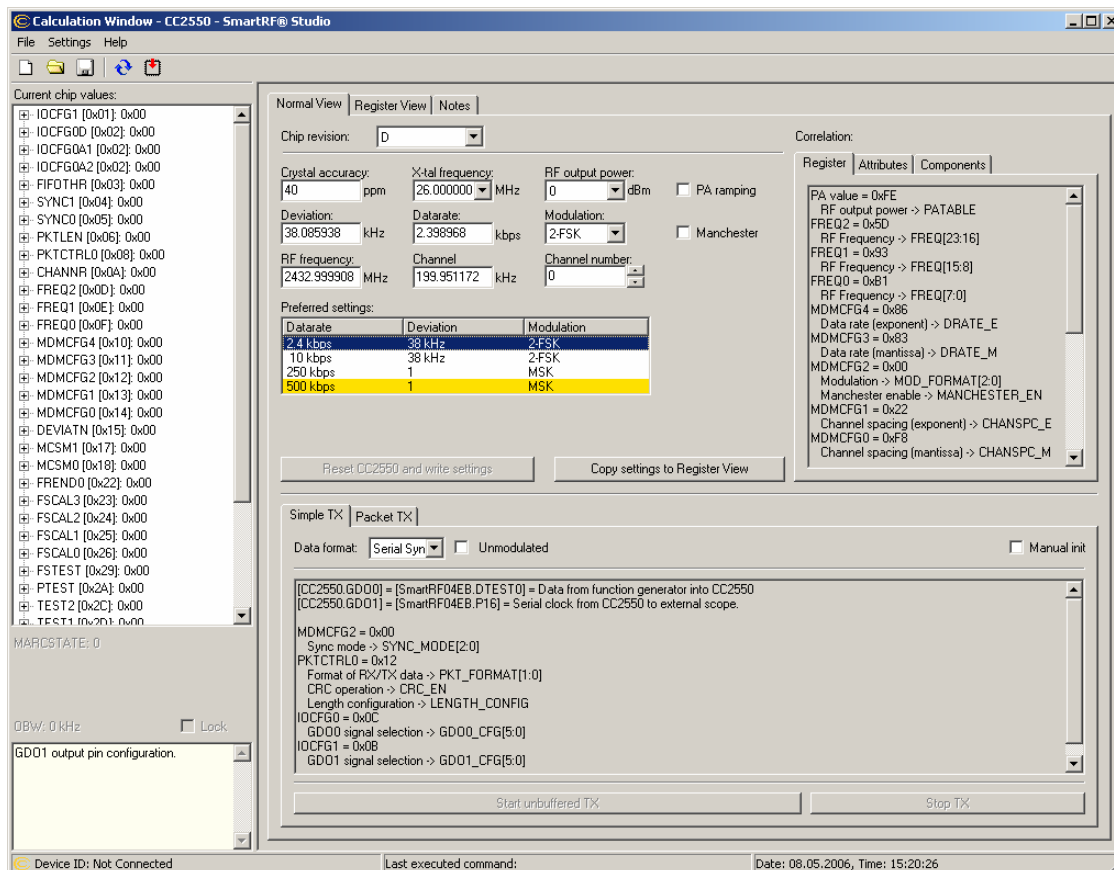 Calculation Window - CC2550 - SmartRF® Studio
File Settings Help
Current chip values:
IOCFG1 [0x01]: 0x00
IOCFG0D [0x02]: 0x00
IOCFG0A1 [0x02]: 0x00
IOCFG0A2 [0x02]: 0x00
FIFOTHR [0x03]: 0x00
SYNC1 [0x04]: 0x00
SYNC0 [0x05]: 0x00
PKTLEN [0x06]: 0x00
PKTCTRL0 [0x08]: 0x00
CHANNR [0x0A]: 0x00
FREQ2 [0x0D]: 0x00
FREQ1 [0x0E]: 0x00
FREQ0 [0x0F]: 0x00
MDMCFG4 [0x10]: 0x00
MDMCFG3 [0x11]: 0x00
MDMCFG2 [0x12]: 0x00
MDMCFG1 [0x13]: 0x00
MDMCFG0 [0x14]: 0x00
DEVIATN [0x15]: 0x00
MCSM1 [0x17]: 0x00
MCSM0 [0x18]: 0x00
FREND0 [0x22]: 0x00
FSCAL3 [0x23]: 0x00
FSCAL2 [0x24]: 0x00
FSCAL1 [0x25]: 0x00
FSCAL0 [0x26]: 0x00
FSTEST [0x29]: 0x00
PTEST [0x2A]: 0x00
TEST2 [0x2C]: 0x00
TEST1 [0x2D]: 0x00
MARCSTATE: 0
OBW: 0 kHz Lock
GDO1 output pin configuration.
Normal View Register View Notes
Chip revision: D
Crystal accuracy: X-tal frequency: RF output power:
40 ppm 26.000000 MHz 0 dBm PA ramping
Deviation: Datarate: Modulation:
38.085938 kHz 2.398968 kbps 2-FSK Manchester
RF frequency: Channel Channel number:
2432.999908 MHz 199.951172 kHz 0
Preferred settings:
Datarate Deviation Modulation
2.4 kbps 38 kHz 2-FSK
10 kbps 38 kHz 2-FSK
250 kbps 1 MSK
500 kbps 1 MSK
Reset CC2550 and write settings Copy settings to Register View
Correlation:
Register Attributes Components
PA value = 0xFE
RF output power -> PATABLE
FREQ2 = 0x5D
RF Frequency -> FREQ[23:16]
FREQ1 = 0x93
RF Frequency -> FREQ[15:8]
FREQ0 = 0xB1
RF Frequency -> FREQ[7:0]
MDMCFG4 = 0x86
Data rate (exponent) -> DRATE_E
MDMCFG3 = 0x83
Data rate (mantissa) -> DRATE_M
MDMCFG2 = 0x00
Modulation -> MOD_FORMAT[2:0]
Manchester enable -> MANCHESTER_EN
MDMCFG1 = 0x22
Channel spacing (exponent) -> CHANSPC_E
MDMCFG0 = 0xF8
Channel spacing (mantissa) -> CHANSPC_M
Simple TX Packet TX
Data format: Serial Syn Unmodulated Manual init
[CC2550.GDO0] = [SmartRF04EB.DTEST0] = Data from function generator into CC2550
[CC2550.GDO1] = [SmartRF04EB.P16] = Serial clock from CC2550 to external scope.
MDMCFG2 = 0x00
Sync mode -> SYNC_MODE[2:0]
PKTCTRL0 = 0x12
Format of RX/TX data -> PKT_FORMAT[1:0]
CRC operation -> CRC_EN
Length configuration -> LENGTH_CONFIG
IOCFG0 = 0x0C
GDO0 signal selection -> GDO0_CFG[5:0]
IOCFG1 = 0x0B
GDO1 signal selection -> GDO1_CFG[5:0]
Start unbuffered TX Stop TX
Device ID: Not Connected Last executed command: Date: 08.05.2006, Time: 15:20:26